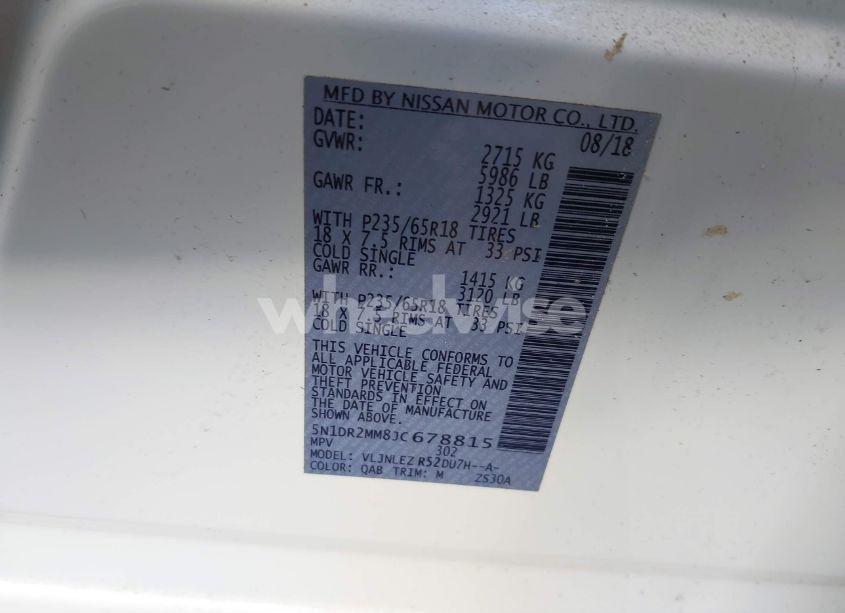 MFD BY NISSAN MOTOR CO., LTD.
DATE: 08/18
GVWR: 2715 KG
5986 LB
GAWR FR.: 1325 KG
2921 LB
WITH P235/65R18 TIRES
18 X 7.5 RIMS AT 33 PSI
COLD SINGLE
GAWR RR.: 1415 KG
3120 LB
WITH P235/65R18 TIRES
18 X 7.5 RIMS AT 33 PSI
COLD SINGLE
wheelwise
THIS VEHICLE CONFORMS TO
ALL APPLICABLE FEDERAL
MOTOR VEHICLE SAFETY AND
THEFT PREVENTION
STANDARDS IN EFFECT ON
THE DATE OF MANUFACTURE
SHOWN ABOVE.
5N1DR2MM8JC678815
MPV 302
MODEL: VLJNLEZ R52DU7H--A-
COLOR: QAB TRIM: M ZS30A